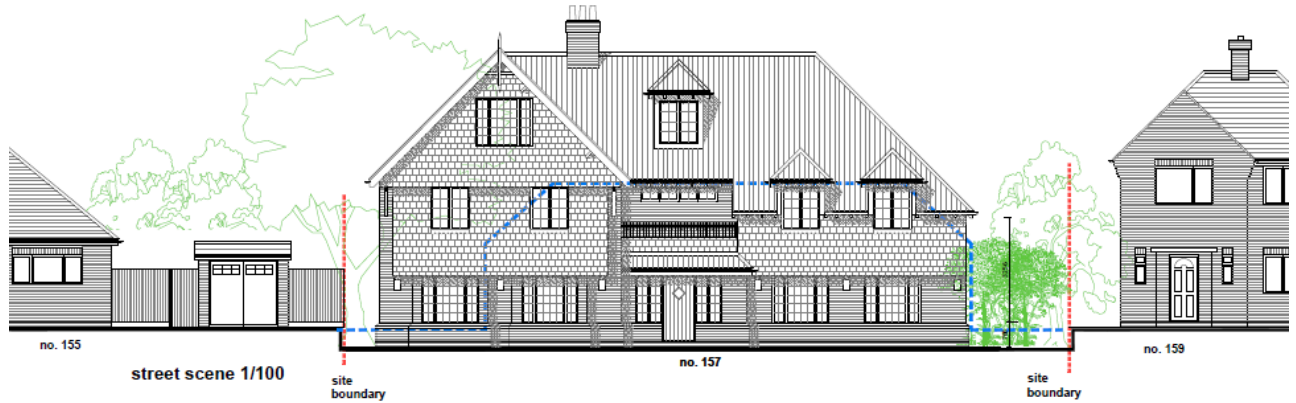 no. 155
street scene 1/100
site
boundary
no. 157
site
boundary
no. 159